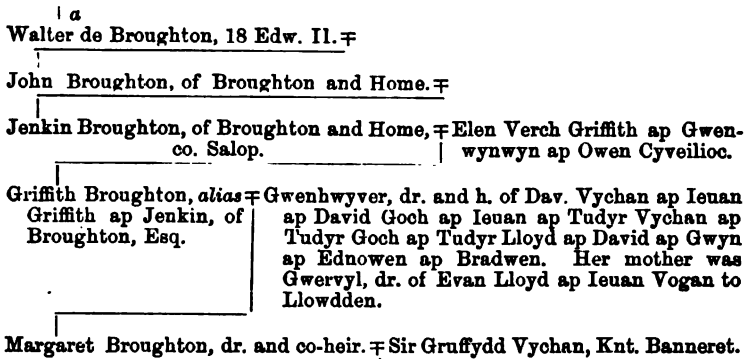 a
Walter de Broughton, 18 Edw. II.╤
John Broughton, of Broughton and Home.╤
Jenkin Broughton, of Broughton and Home,╤Elen Verch Griffith ap Gwen-
co. Salop. wynwyn ap Owen Cyveilioc.
Griffith Broughton, alias╤Gwenhwyver, dr. and h. of Dav. Vychan ap Ieuan
Griffith ap Jenkin, of ap David Goch ap Ieuan ap Tudyr Vychan ap
Broughton, Esq. Tudyr Goch ap Tudyr Lloyd ap David ap Gwyn
ap Ednowen ap Bradwen. Her mother was
Gwervyl, dr. of Evan Lloyd ap Ieuan Vogan to
Llowdden.
Margaret Broughton, dr. and co-heir.╤Sir Gruffydd Vychan, Knt. Banneret.